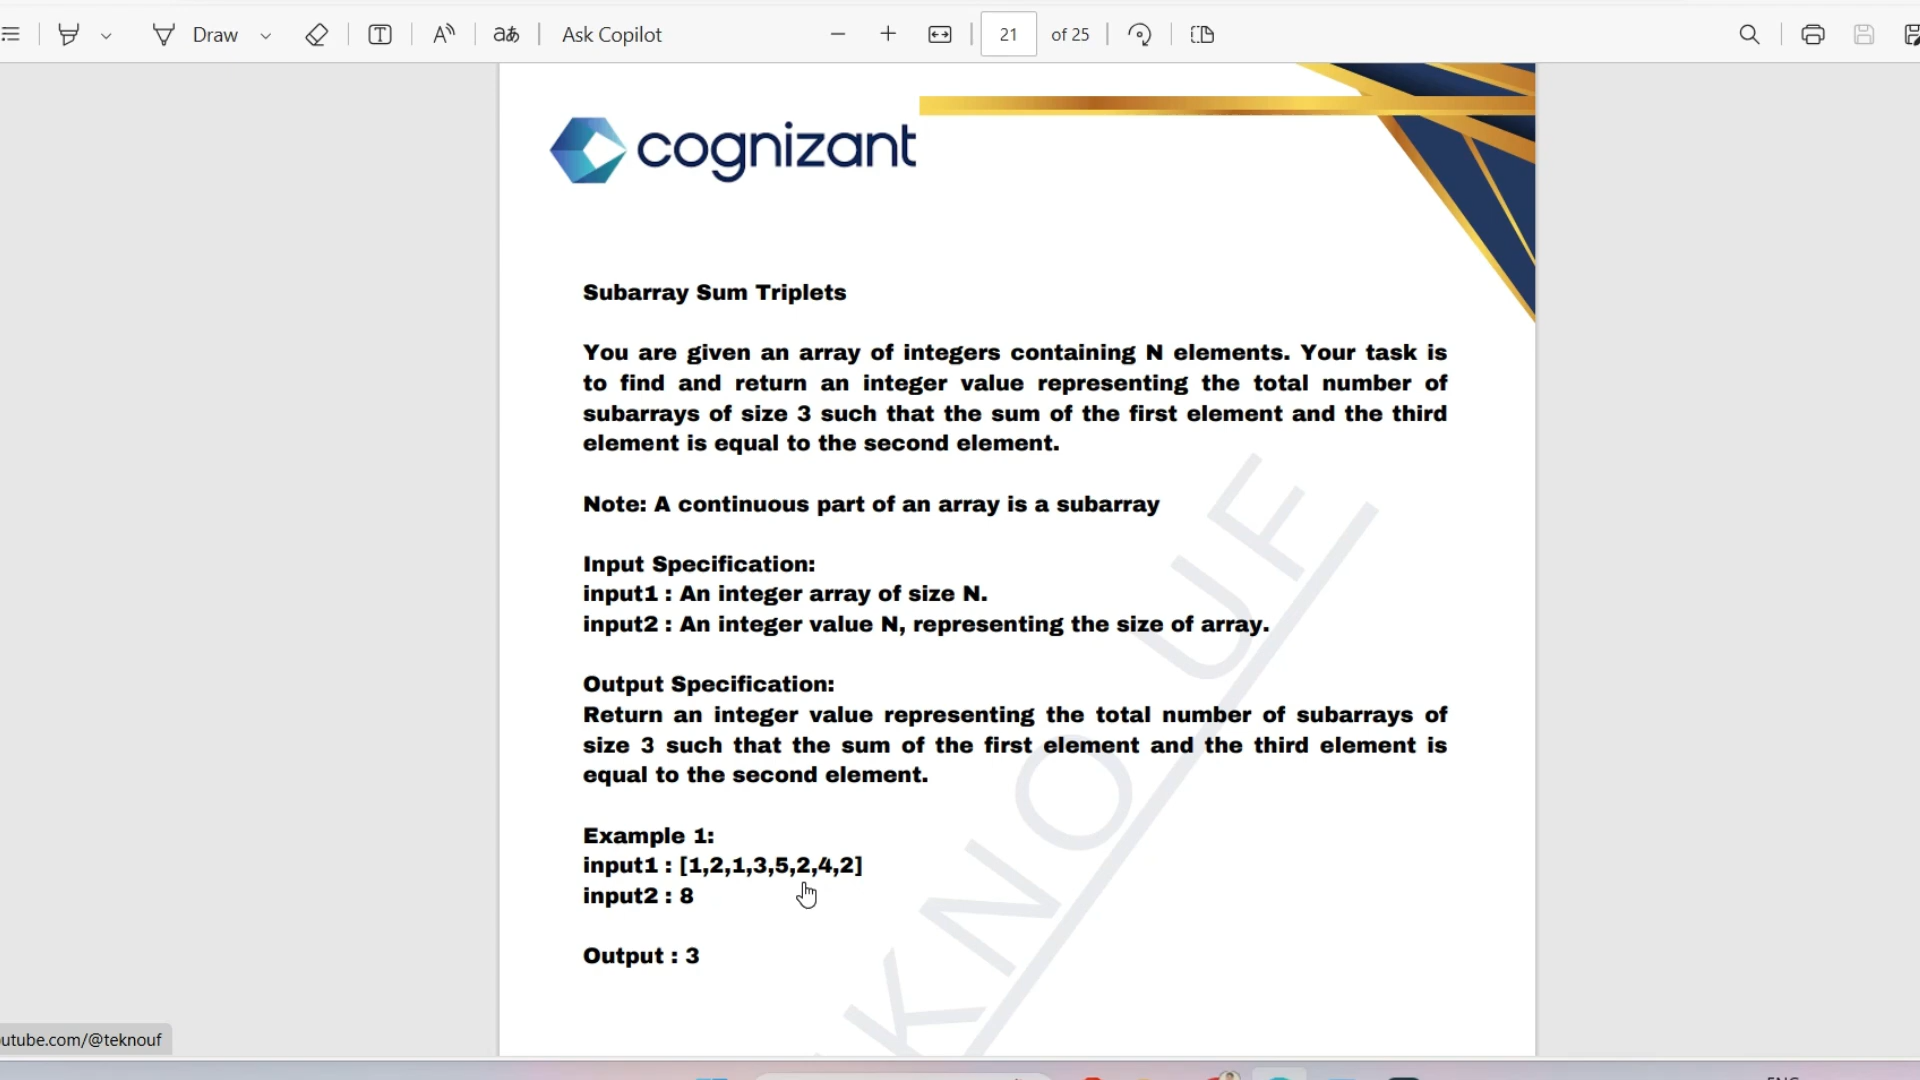 Draw
T
A
aあ
Ask Copilot
21
of 25
cognizant
Subarray Sum Triplets
You are given an array of integers containing N elements. Your task is
to find and return an integer value representing the total number of
subarrays of size 3 such that the sum of the first element and the third
element is equal to the second element.
Note: A continuous part of an array is a subarray
Input Specification:
input1 : An integer array of size N.
input2 : An integer value N, representing the size of array.
Output Specification:
Return an integer value representing the total number of subarrays of
size 3 such that the sum of the first element and the third element is
equal to the second element.
Example 1:
input1 : [1,2,1,3,5,2,4,2]
input2 : 8
Output : 3
KNO UF
utube.com/@teknouf